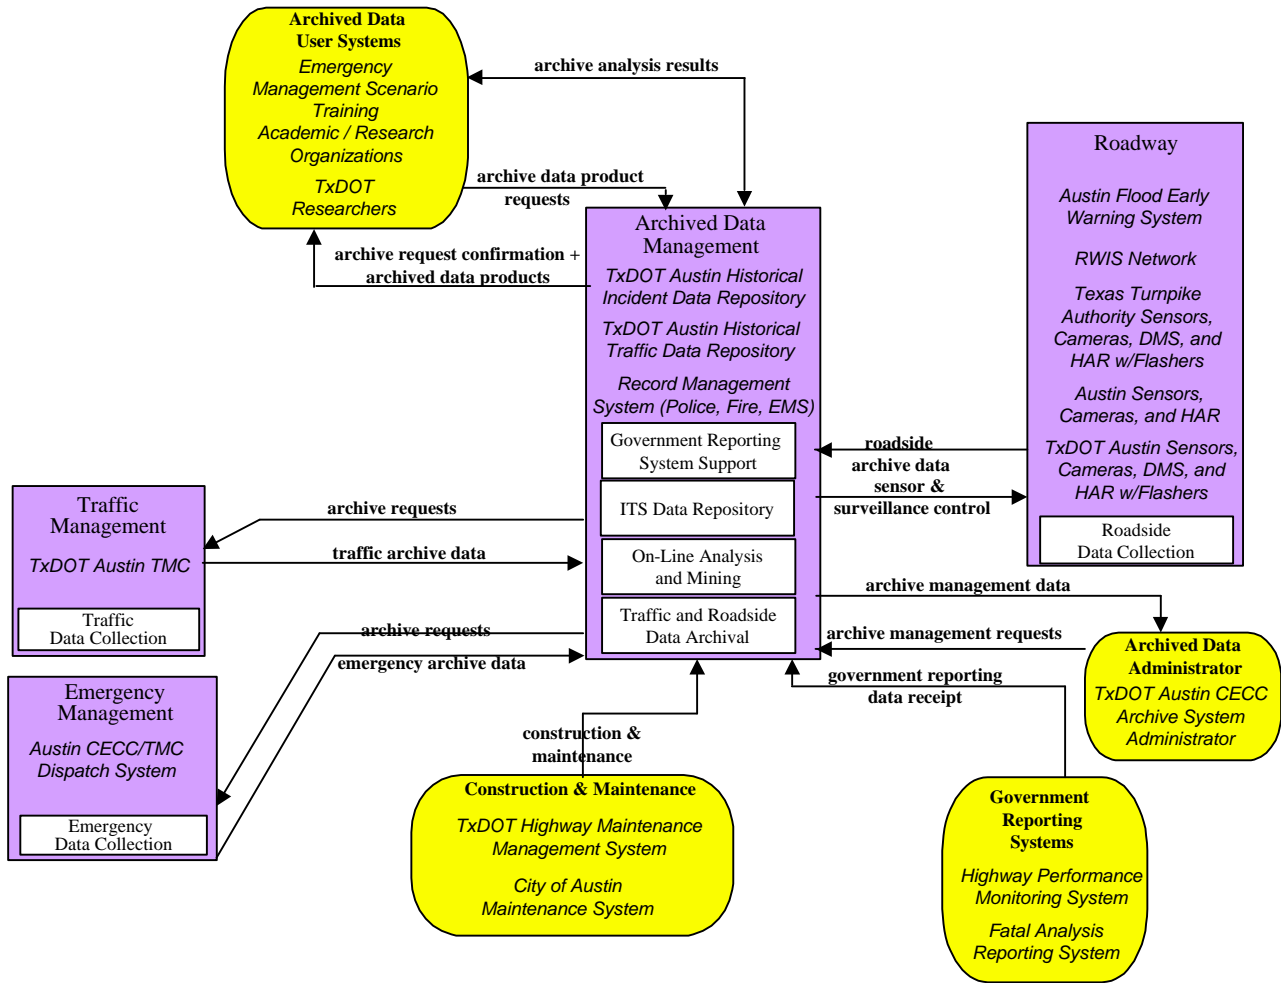 Archived Data
User Systems
Emergency
Management Scenario
Training
Academic / Research
Organizations
TxDOT
Researchers
archive analysis results
archive data product
requests
archive request confirmation +
archived data products
Archived Data
Management
TxDOT Austin Historical
Incident Data Repository
TxDOT Austin Historical
Traffic Data Repository
Record Management
System (Police, Fire, EMS)
Government Reporting
System Support
ITS Data Repository
On-Line Analysis
and Mining
Traffic and Roadside
Data Archival
Roadway
Austin Flood Early
Warning System
RWIS Network
Texas Turnpike
Authority Sensors,
Cameras, DMS, and
HAR w/Flashers
Austin Sensors,
Cameras, and HAR
TxDOT Austin Sensors,
Cameras, DMS, and
HAR w/Flashers
Roadside
Data Collection
roadside
archive data
sensor &
surveillance control
Traffic
Management
TxDOT Austin TMC
Traffic
Data Collection
archive requests
traffic archive data
archive requests
emergency archive data
Emergency
Management
Austin CECC/TMC
Dispatch System
Emergency
Data Collection
archive management data
archive management requests
Archived Data
Administrator
TxDOT Austin CECC
Archive System
Administrator
government reporting
data receipt
construction &
maintenance
Construction & Maintenance
TxDOT Highway Maintenance
Management System
City of Austin
Maintenance System
Government
Reporting
Systems
Highway Performance
Monitoring System
Fatal Analysis
Reporting System